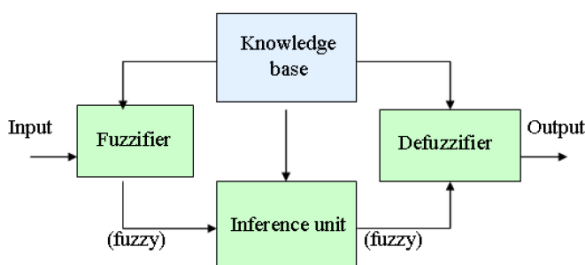 Knowledge
base
Input
Fuzzifier
Defuzzifier
Output
(fuzzy)
Inference unit
(fuzzy)